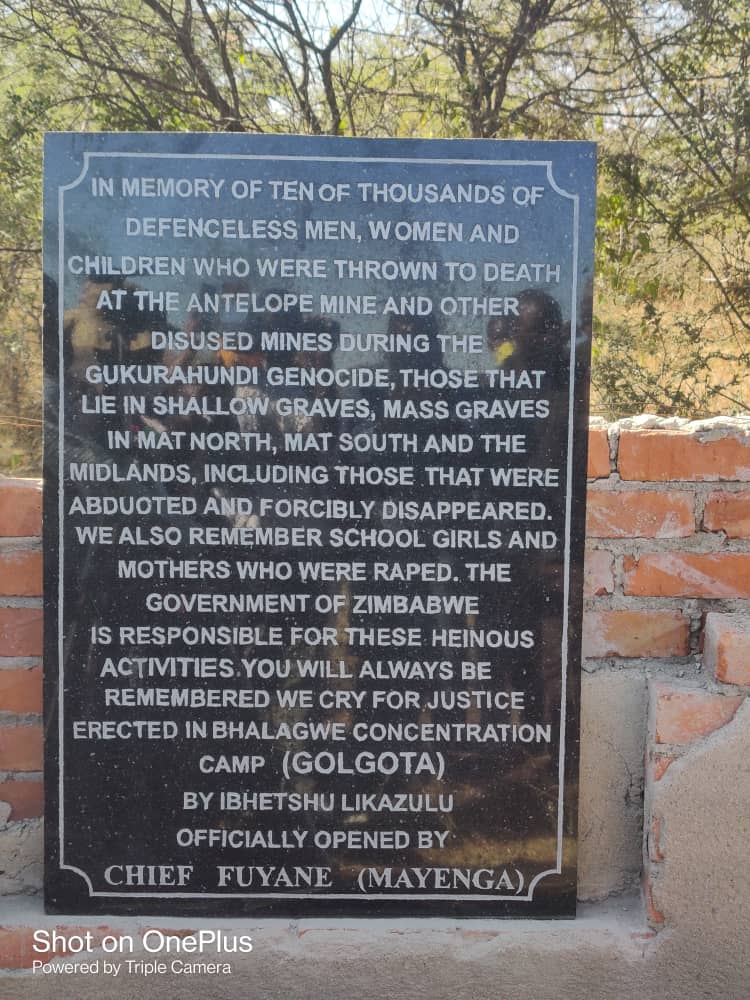 IN MEMORY OF TEN OF THOUSANDS OF
DEFENCELESS MEN, WOMEN AND
CHILDREN WHO WERE THROWN TO DEATH
AT THE ANTELOPE MINE AND OTHER
DISUSED MINES DURING THE
GUKURAHUNDI GENOCIDE, THOSE THAT
LIE IN SHALLOW GRAVES, MASS GRAVES
IN MAT NORTH, MAT SOUTH AND THE
MIDLANDS, INCLUDING THOSE THAT WERE
ABDUOTED AND FORCIBLY DISAPPEARED.
WE ALSO REMEMBER SCHOOL GIRLS AND
MOTHERS WHO WERE RAPED. THE
GOVERNMENT OF ZIMBABWE
IS RESPONSIBLE FOR THESE HEINOUS
ACTIVITIES.YOU WILL ALWAYS BE
REMEMBERED WE CRY FOR JUSTICE
ERECTED IN BHALAGWE CONCENTRATION
CAMP (GOLGOTA)
BY IBHETSHU LIKAZULU
OFFICIALLY OPENED BY
CHIEF FUYANE (MAYENGA)
Shot on OnePlus
Powered by Triple Camera